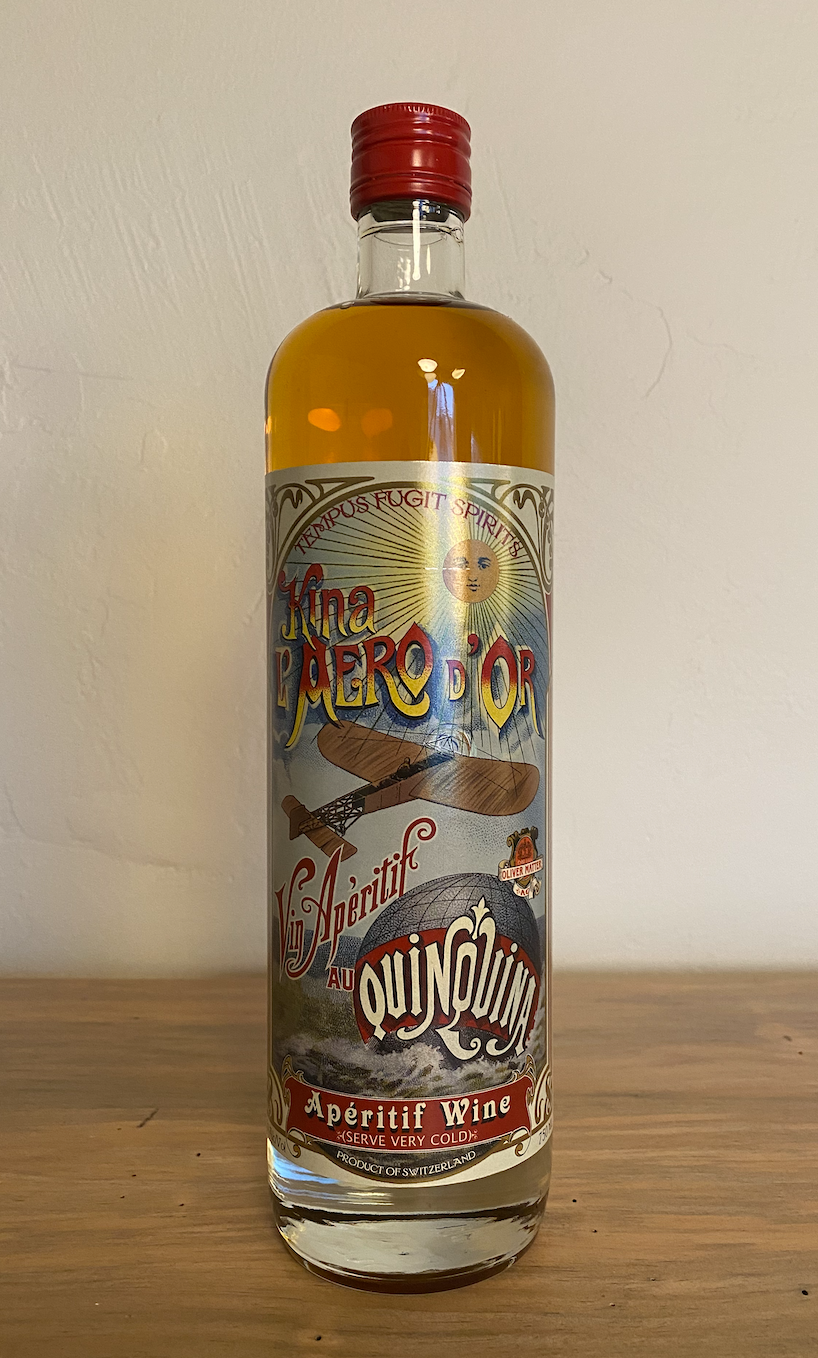 TEMPUS FUGIT SPIRITS
Kina
L'AERO D'OR
Vin Apéritif
AU QUINQUINA
OLIVER MATTER
AG
Apéritif Wine
(SERVE VERY COLD)
PRODUCT OF SWITZERLAND